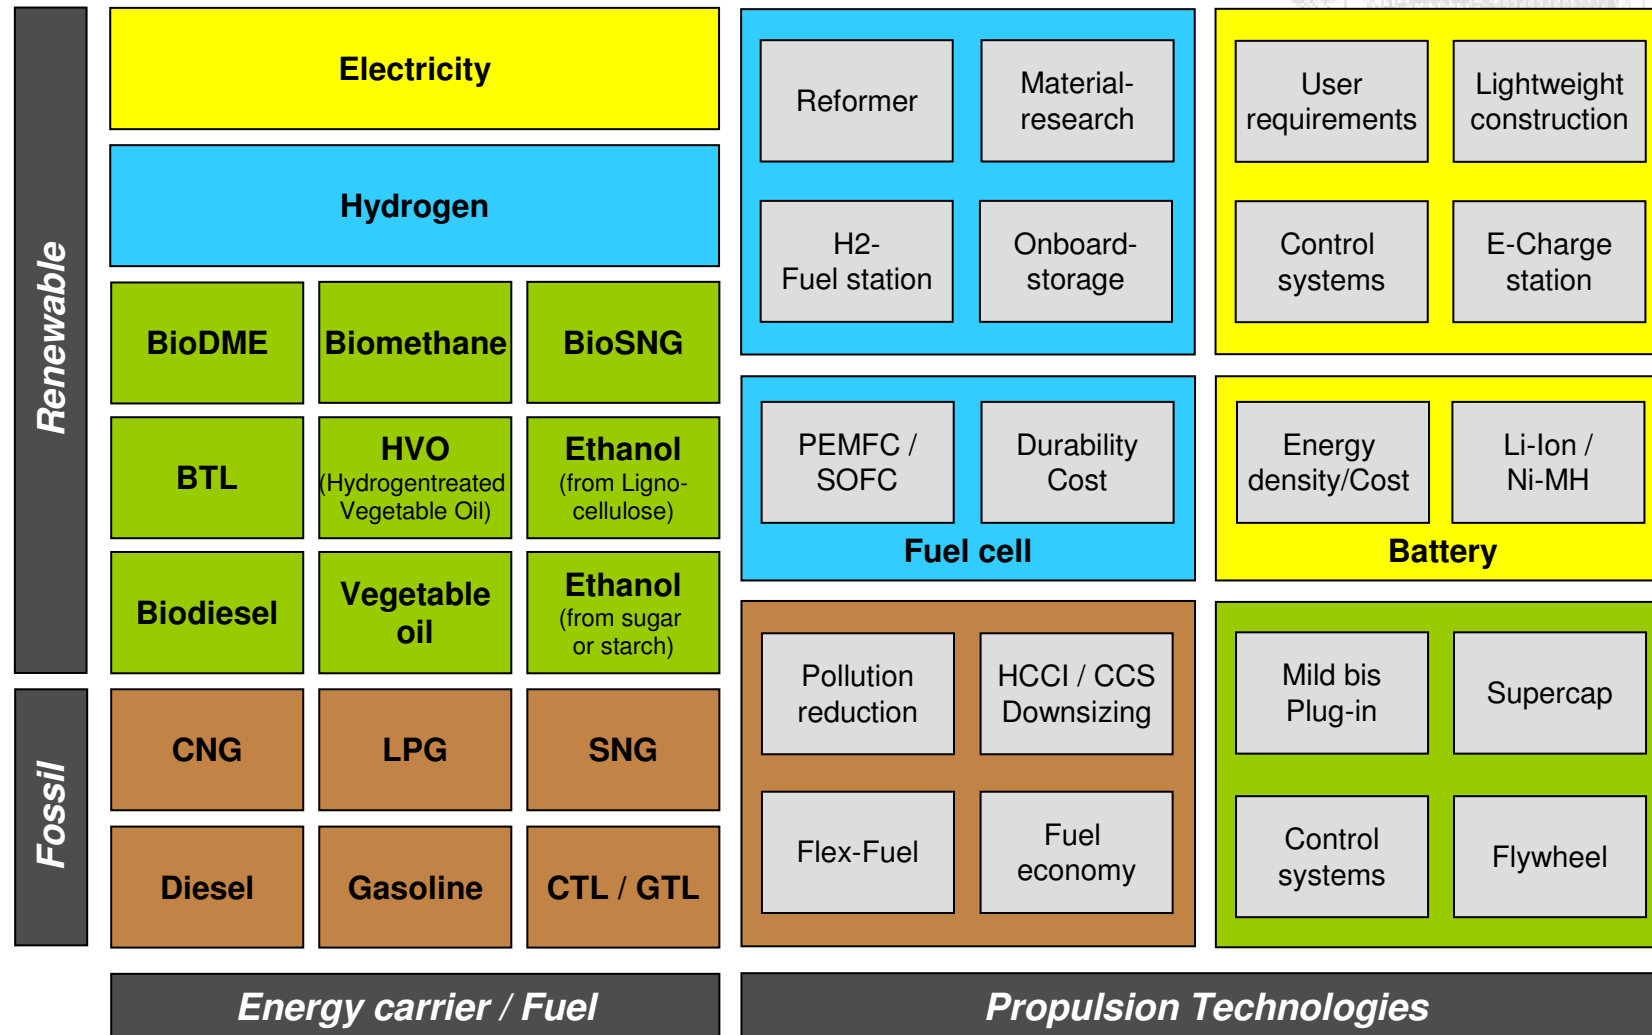 Renewable
Fossil
Electricity
Hydrogen
BioDME
Biomethane
BioSNG
BTL
HVO
(Hydrogentreated
Vegetable Oil)
Ethanol
(from Ligno-
cellulose)
Biodiesel
Vegetable
oil
Ethanol
(from sugar
or starch)
CNG
LPG
SNG
Diesel
Gasoline
CTL / GTL
Energy carrier / Fuel
Reformer
Material-
research
H2-
Fuel station
Onboard-
storage
PEMFC /
SOFC
Durability
Cost
Fuel cell
Pollution
reduction
HCCI / CCS
Downsizing
Flex-Fuel
Fuel
economy
User
requirements
Lightweight
construction
Control
systems
E-Charge
station
Energy
density/Cost
Li-Ion /
Ni-MH
Battery
Mild bis
Plug-in
Supercap
Control
systems
Flywheel
Propulsion Technologies